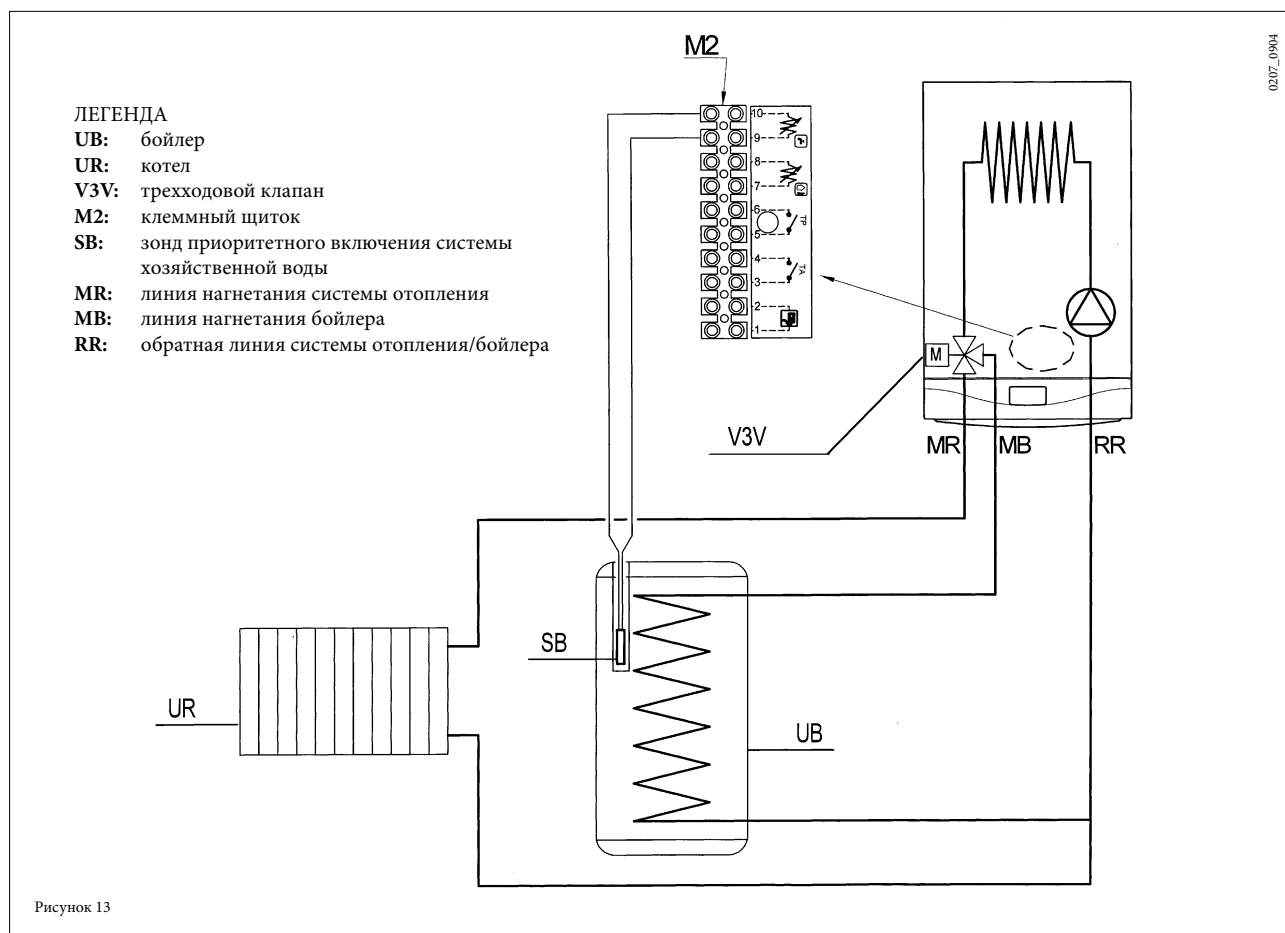 0207_0904
M2
ЛЕГЕНДА
UB: бойлер
UR: котел
V3V: трехходовой клапан
M2: клеммный щиток
SB: зонд приоритетного включения системы
хозяйственной воды
MR: линия нагнетания системы отопления
MB: линия нагнетания бойлера
RR: обратная линия системы отопления/бойлера
10
9
8
7
6
TP
5
4
TA
3
2
1
M
V3V
MR MB RR
SB
UR
UB
Рисунок 13